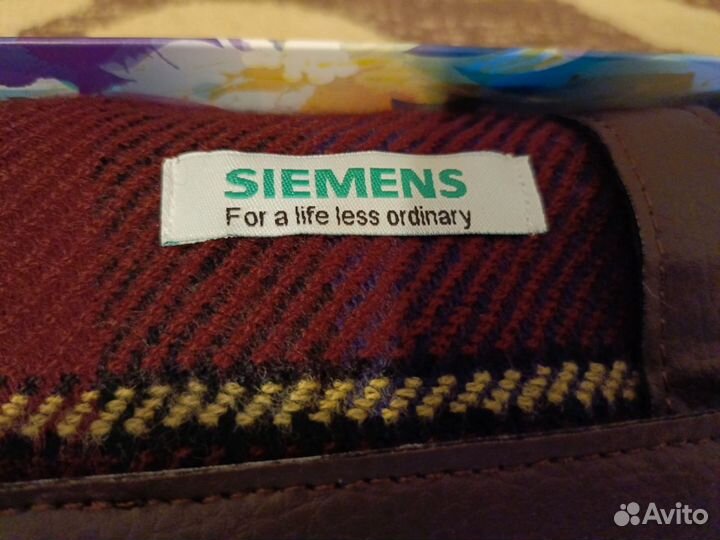 SIEMENS
For a life less ordinary
Avito